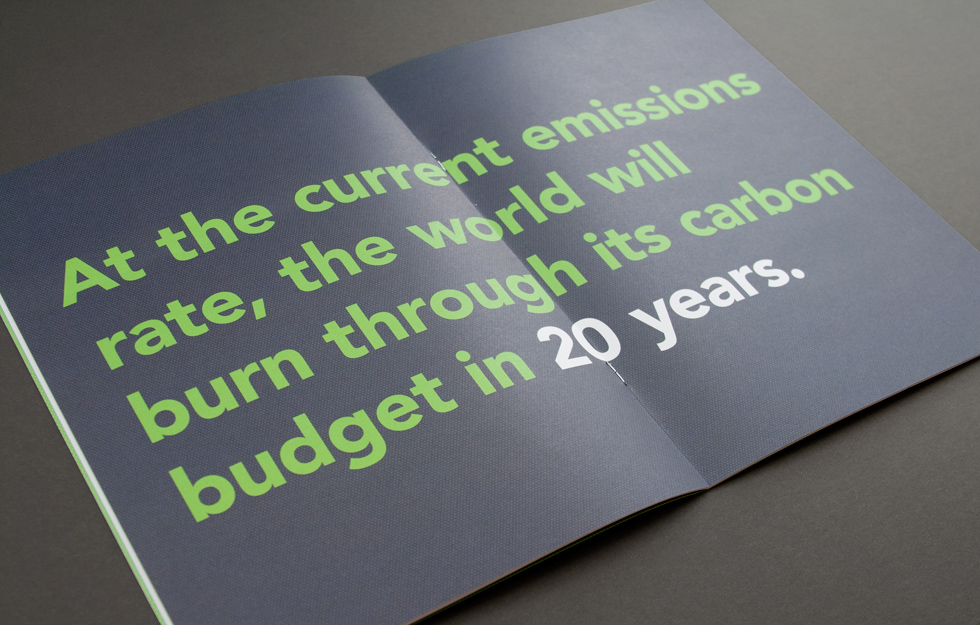 At the current emissions
rate, the world will
burn through its carbon
budget in 20 years.